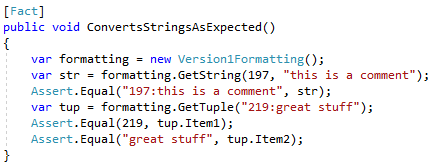 [Fact]
public void ConvertsStringsAsExpected()
{
    var formatting = new Version1Formatting();
    var str = formatting.GetString(197, "this is a comment");
    Assert.Equal("197:this is a comment", str);
    var tup = formatting.GetTuple("219:great stuff");
    Assert.Equal(219, tup.Item1);
    Assert.Equal("great stuff", tup.Item2);
}